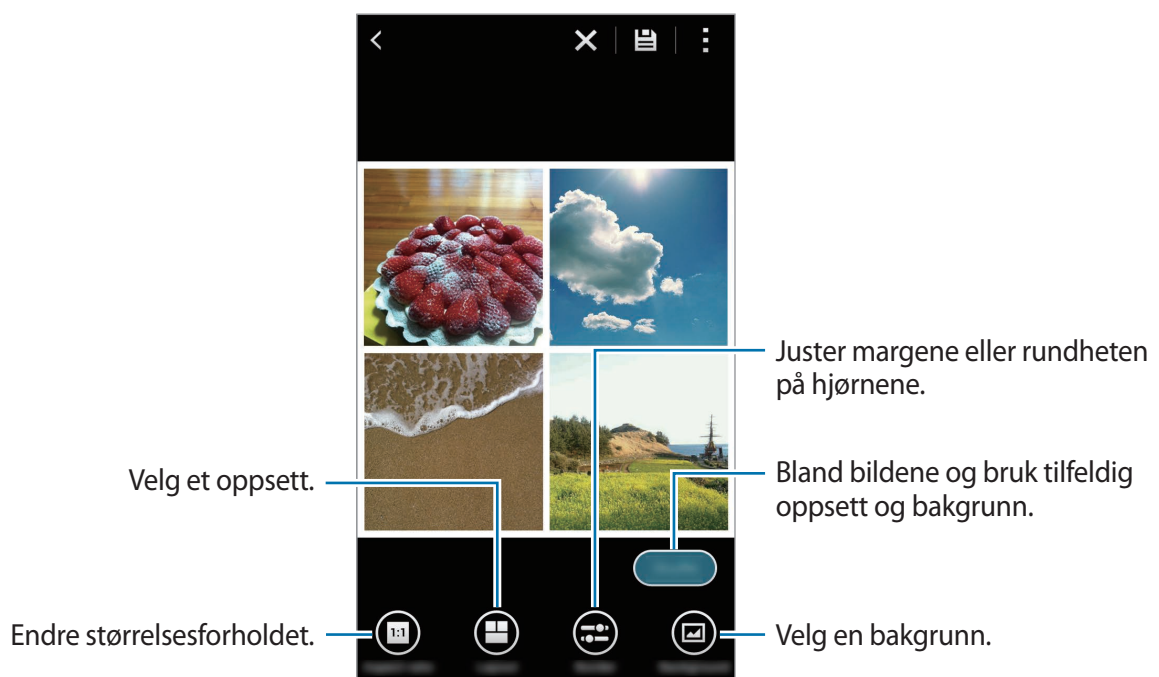 Juster margene eller rundheten
på hjørnene.
Velg et oppsett.
Bland bildene og bruk tilfeldig
oppsett og bakgrunn.
1:1
Endre størrelsesforholdet.
Velg en bakgrunn.